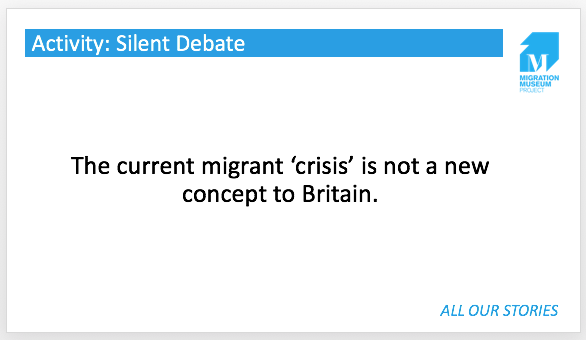 Activity: Silent Debate
M
MIGRATION
MUSEUM
PROJECT
The current migrant ‘crisis’ is not a new
concept to Britain.
ALL OUR STORIES